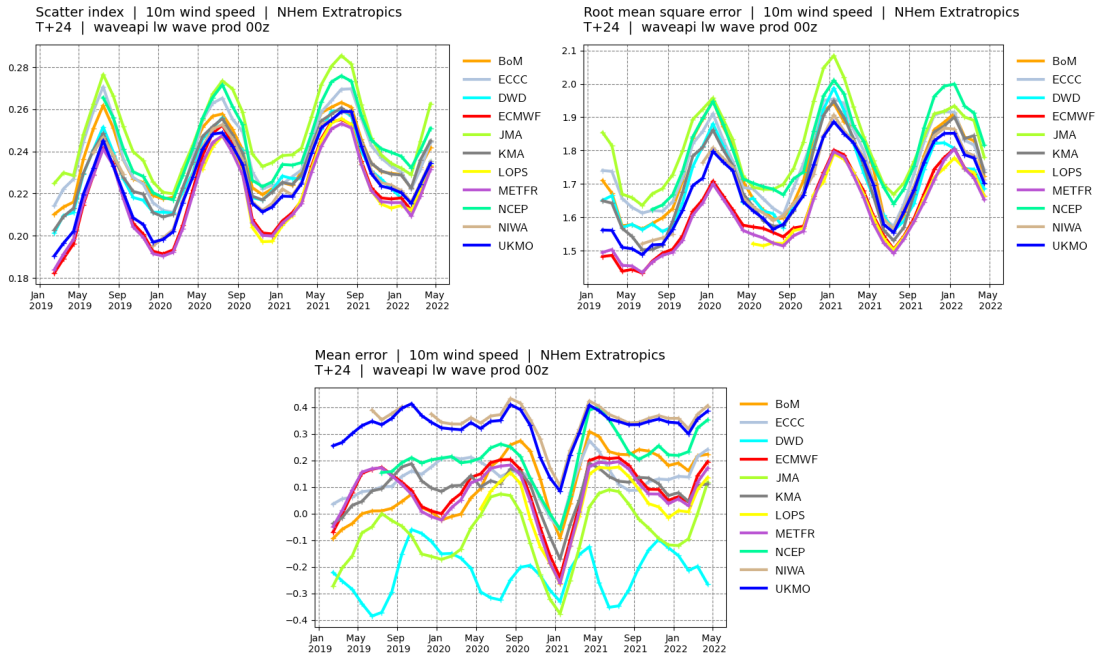 Scatter index | 10m wind speed | NHem Extratropics
T+24 | waveapi lw wave prod 00z
0.28
0.26
0.24
0.22
0.20
0.18
Jan 2019
May 2019
Sep 2019
Jan 2020
May 2020
Sep 2020
Jan 2021
May 2021
Sep 2021
Jan 2022
May 2022
BoM
ECCC
DWD
ECMWF
JMA
KMA
LOPS
METFR
NCEP
NIWA
UKMO
Root mean square error | 10m wind speed | NHem Extratropics
T+24 | waveapi lw wave prod 00z
2.1
2.0
1.9
1.8
1.7
1.6
1.5
Jan 2019
May 2019
Sep 2019
Jan 2020
May 2020
Sep 2020
Jan 2021
May 2021
Sep 2021
Jan 2022
May 2022
BoM
ECCC
DWD
ECMWF
JMA
KMA
LOPS
METFR
NCEP
NIWA
UKMO
Mean error | 10m wind speed | NHem Extratropics
T+24 | waveapi lw wave prod 00z
0.4
0.3
0.2
0.1
0.0
−0.1
−0.2
−0.3
−0.4
Jan 2019
May 2019
Sep 2019
Jan 2020
May 2020
Sep 2020
Jan 2021
May 2021
Sep 2021
Jan 2022
May 2022
BoM
ECCC
DWD
ECMWF
JMA
KMA
LOPS
METFR
NCEP
NIWA
UKMO